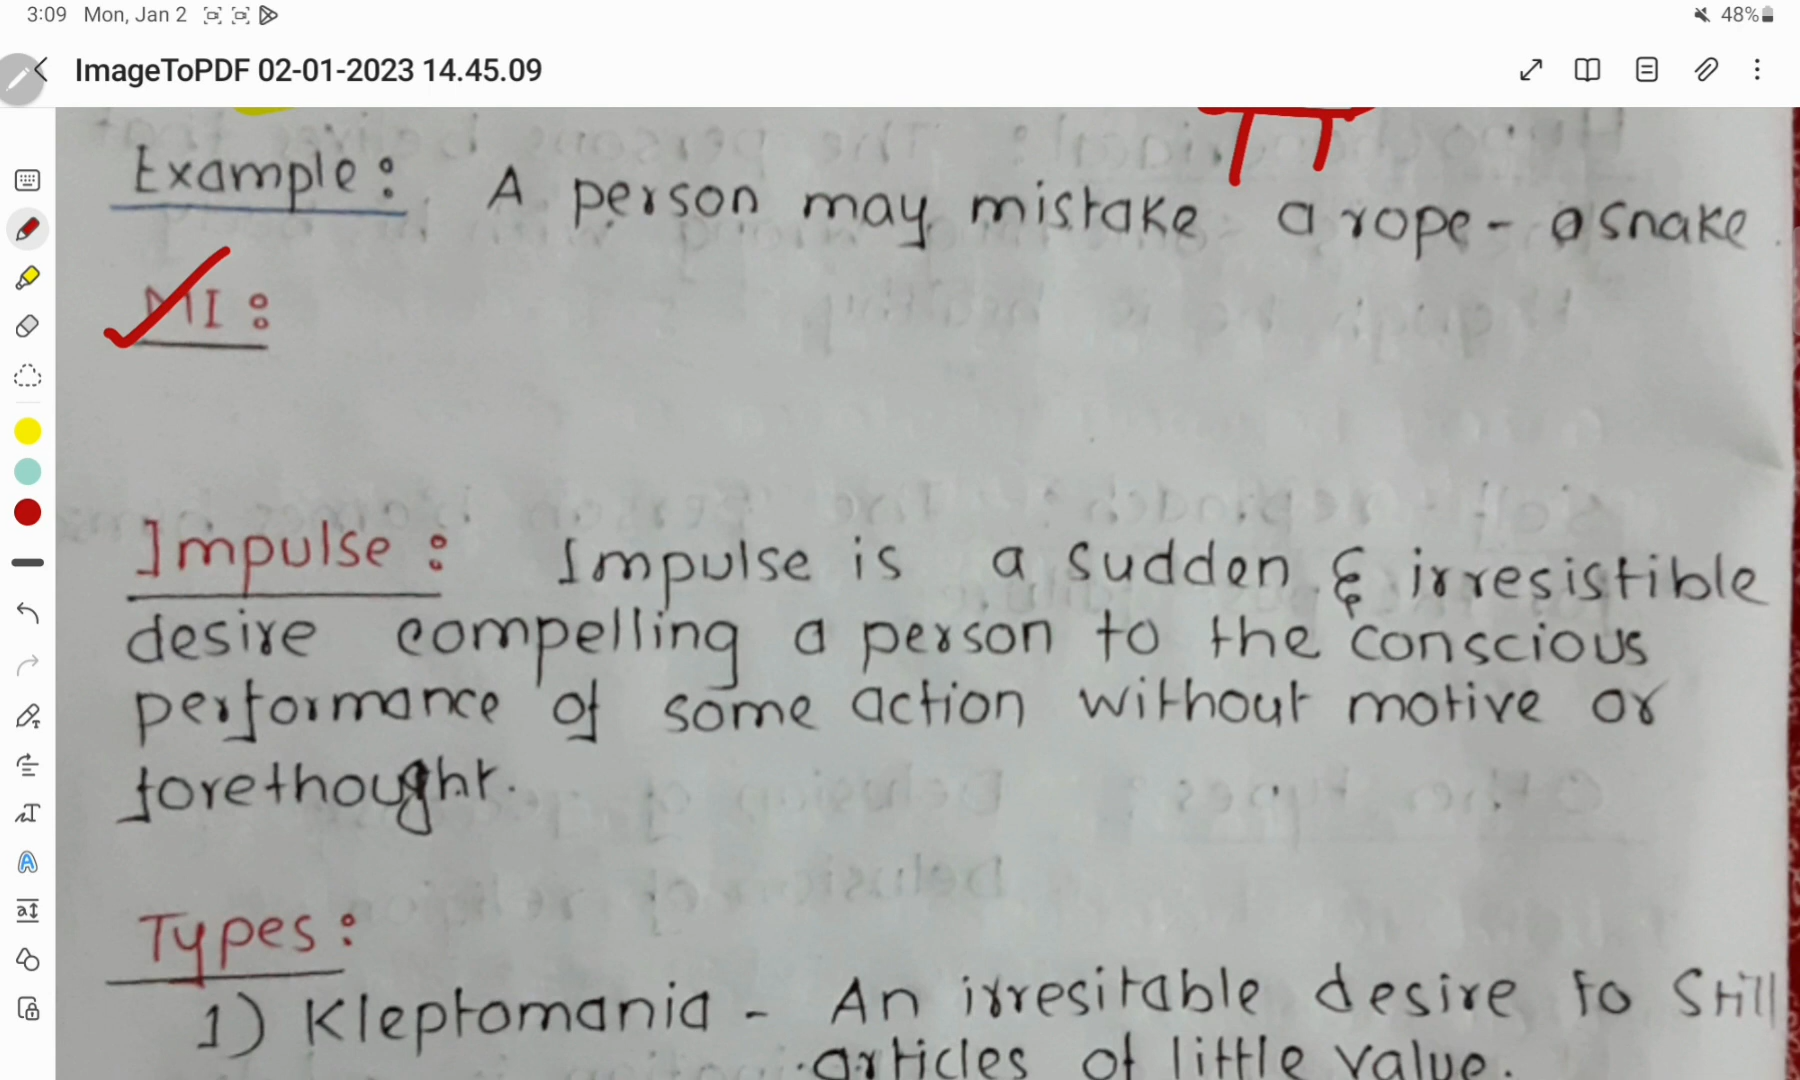 3:09 Mon, Jan 2
48%
ImageToPDF 02-01-2023 14.45.09
Example: A person may mistake a rope - a snake.
MI:
Impulse: Impulse is a sudden & irresistible
desire compelling a person to the conscious
performance of some action without motive or
forethought.
Types:
1) Kleptomania - An irresitable desire to Still
articles of little value.